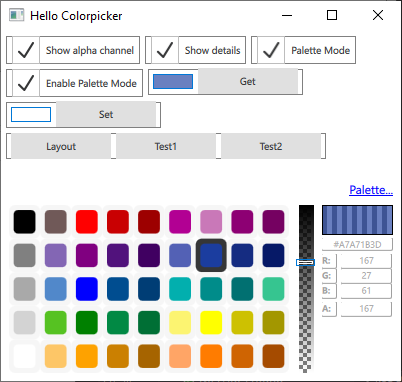 Hello Colorpicker
Show alpha channel Show details Palette Mode
Enable Palette Mode Get
Set
Layout Test1 Test2
Palette...
#A7A71B3D
R: 167
G: 27
B: 61
A: 167